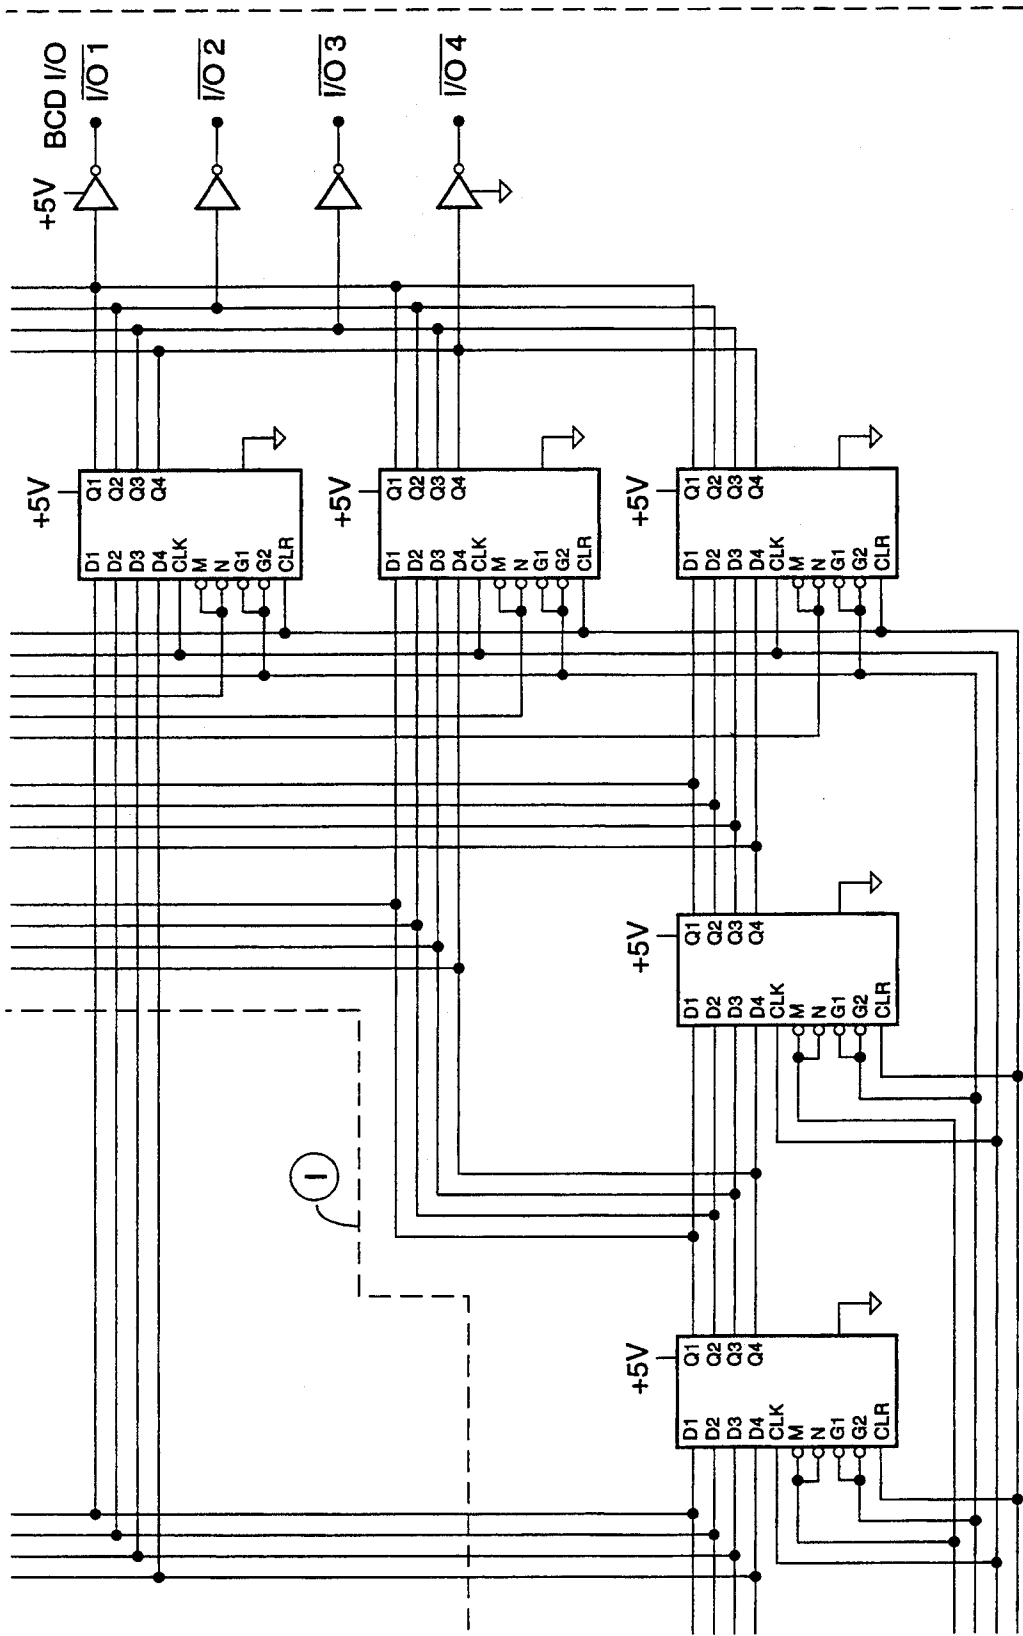 BCD I/O
I/O 1
I/O 2
I/O 3
I/O 4
+5V
+5V
Q1
Q2
Q3
Q4
D1
D2
D3
D4
CLK
M
N
G1
G2
CLR
+5V
Q1
Q2
Q3
Q4
D1
D2
D3
D4
CLK
M
N
G1
G2
CLR
+5V
Q1
Q2
Q3
Q4
D1
D2
D3
D4
CLK
M
N
G1
G2
CLR
+5V
Q1
Q2
Q3
Q4
D1
D2
D3
D4
CLK
M
N
G1
G2
CLR
1
+5V
Q1
Q2
Q3
Q4
D1
D2
D3
D4
CLK
M
N
G1
G2
CLR